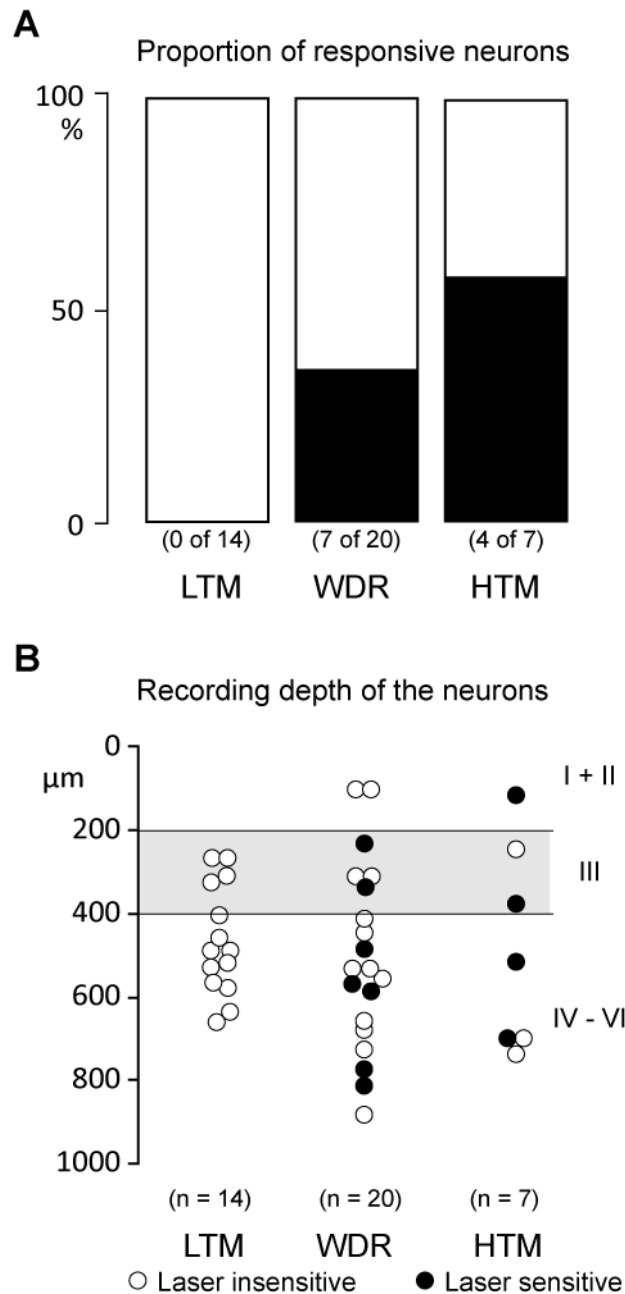 A
Proportion of responsive neurons
100
%
50
0
(0 of 14) (7 of 20) (4 of 7)
LTM WDR HTM
B
Recording depth of the neurons
0
µm
I + II
200
III
400
600
IV - VI
800
1000
(n = 14) (n = 20) (n = 7)
LTM WDR HTM
Laser insensitive Laser sensitive